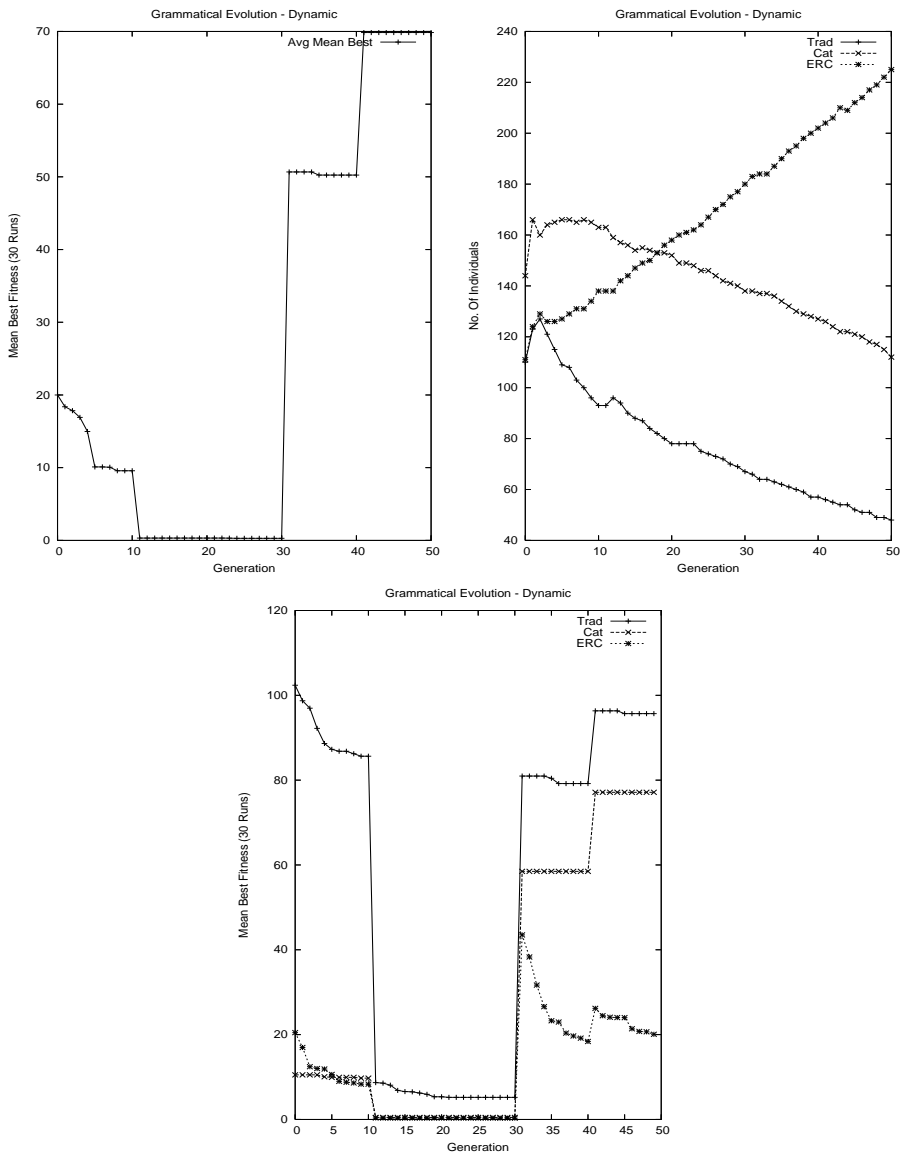 Grammatical Evolution - Dynamic
Avg Mean Best
Mean Best Fitness (30 Runs)
70
60
50
40
30
20
10
0
0 10 20 30 40 50
Generation
Grammatical Evolution - Dynamic
Trad
Cat
ERC
No. Of Individuals
240
220
200
180
160
140
120
100
80
60
40
0 10 20 30 40 50
Generation
Grammatical Evolution - Dynamic
Trad
Cat
ERC
Mean Best Fitness (30 Runs)
120
100
80
60
40
20
0
0 5 10 15 20 25 30 35 40 45 50
Generation